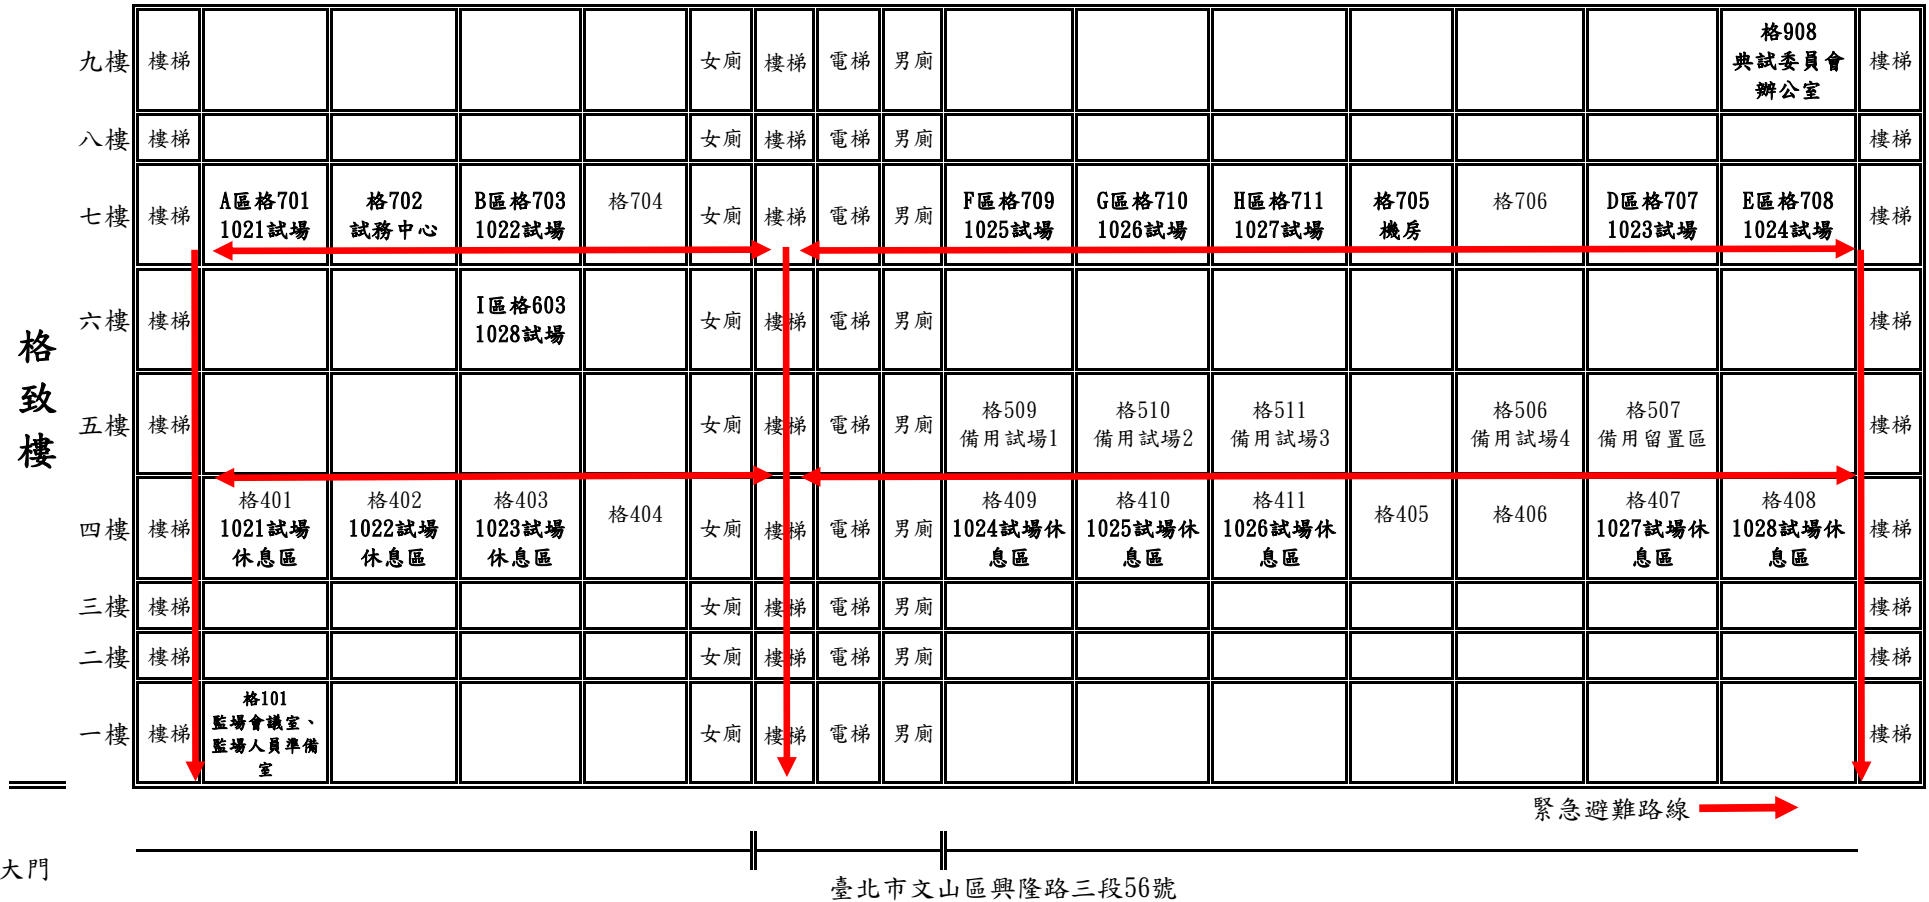 格致樓
九樓 樓梯 女廁 樓梯 電梯 男廁 格908 樓梯
典試委員會
辦公室
八樓 樓梯 女廁 樓梯 電梯 男廁 樓梯
七樓 樓梯 A區格701 格702 B區格703 格704 女廁 樓梯 電梯 男廁 F區格709 G區格710 H區格711 格705 格706 D區格707 E區格708 樓梯
1021試場 試務中心 1022試場 1025試場 1026試場 1027試場 機房 1023試場 1024試場
六樓 樓梯 I區格603 女廁 樓梯 電梯 男廁 樓梯
1028試場
五樓 樓梯 女廁 樓梯 電梯 男廁 格509 格510 格511 格506 格507 樓梯
備用試場1 備用試場2 備用試場3 備用試場4 備用留置區
四樓 樓梯 格401 格402 格403 格404 女廁 樓梯 電梯 男廁 格409 格410 格411 格405 格406 格407 格408 樓梯
1021試場 1022試場 1023試場 1024試場休 1025試場休 1026試場休 1027試場休 1028試場休
休息區 休息區 休息區 息區 息區 息區 息區 息區
三樓 樓梯 女廁 樓梯 電梯 男廁 樓梯
二樓 樓梯 女廁 樓梯 電梯 男廁 樓梯
一樓 樓梯 格101 女廁 樓梯 電梯 男廁 樓梯
監場會議室、
監場人員準備
室
緊急避難路線
大門
臺北市文山區興隆路三段56號